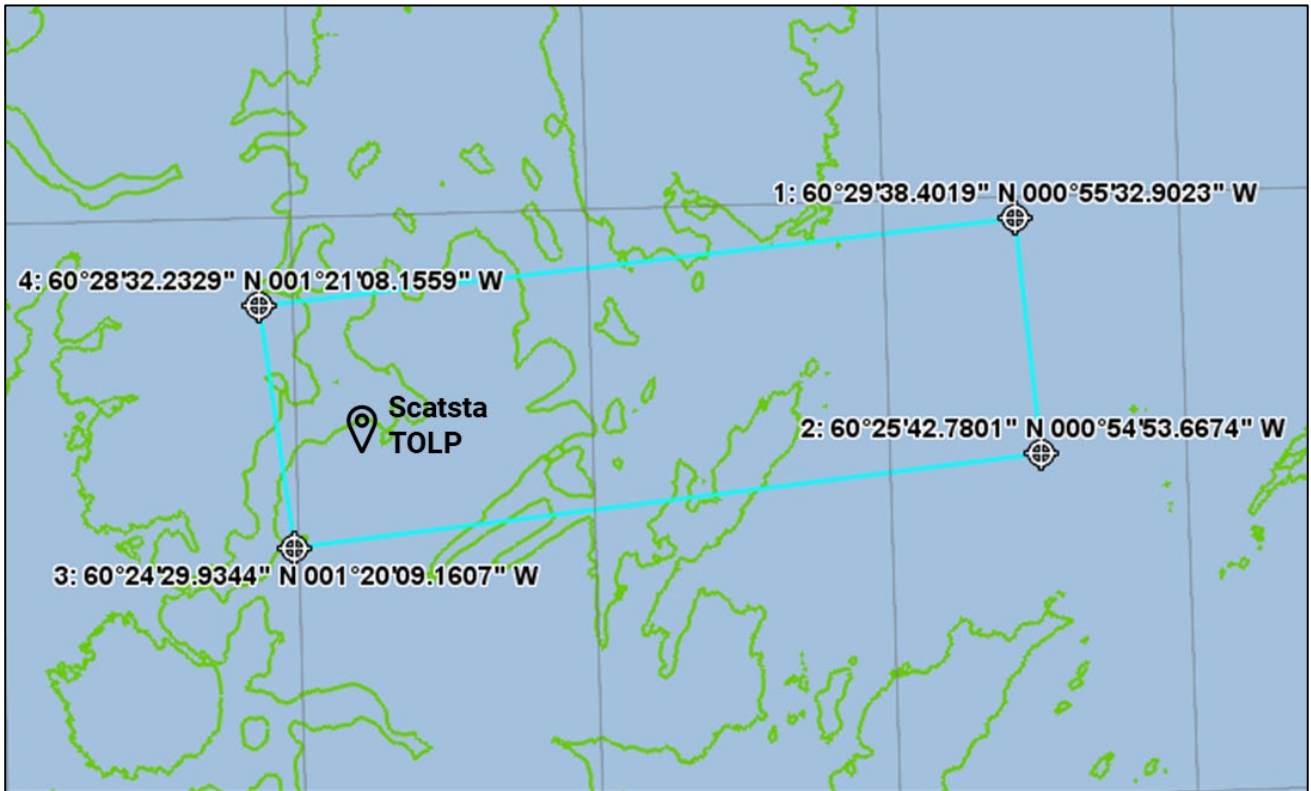 1: 60°29'38.4019" N 000°55'32.9023" W
4: 60°28'32.2329" N 001°21'08.1559" W
Scatsta
TOLP
2: 60°25'42.7801" N 000°54'53.6674" W
3: 60°24'29.9344" N 001°20'09.1607" W